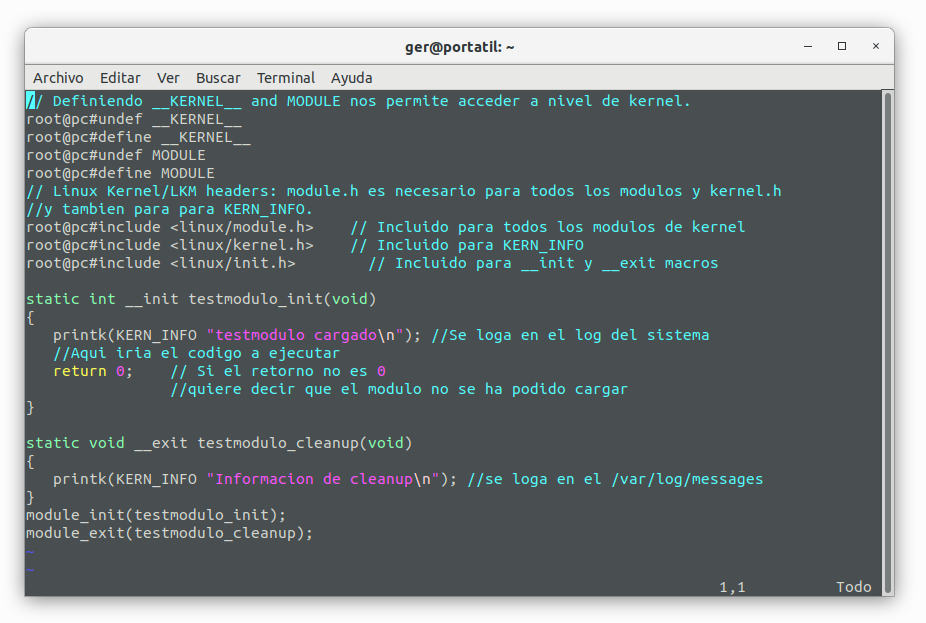 ger@portatil: ~
Archivo Editar Ver Buscar Terminal Ayuda
// Definiendo __KERNEL__ and MODULE nos permite acceder a nivel de kernel.
root@pc#undef __KERNEL__
root@pc#define __KERNEL__
root@pc#undef MODULE
root@pc#define MODULE
// Linux Kernel/LKM headers: module.h es necesario para todos los modulos y kernel.h
//y tambien para para KERN_INFO.
root@pc#include <linux/module.h>    // Incluido para todos los modulos de kernel
root@pc#include <linux/kernel.h>    // Incluido para KERN_INFO
root@pc#include <linux/init.h>        // Incluido para __init y __exit macros
static int __init testmodulo_init(void)
{
   printk(KERN_INFO "testmodulo cargado\n"); //Se loga en el log del sistema
   //Aqui iria el codigo a ejecutar
   return 0;    // Si el retorno no es 0
                //quiere decir que el modulo no se ha podido cargar
}
static void __exit testmodulo_cleanup(void)
{
   printk(KERN_INFO "Informacion de cleanup\n"); //se loga en el /var/log/messages
}
module_init(testmodulo_init);
module_exit(testmodulo_cleanup);
~
~
1,1 Todo